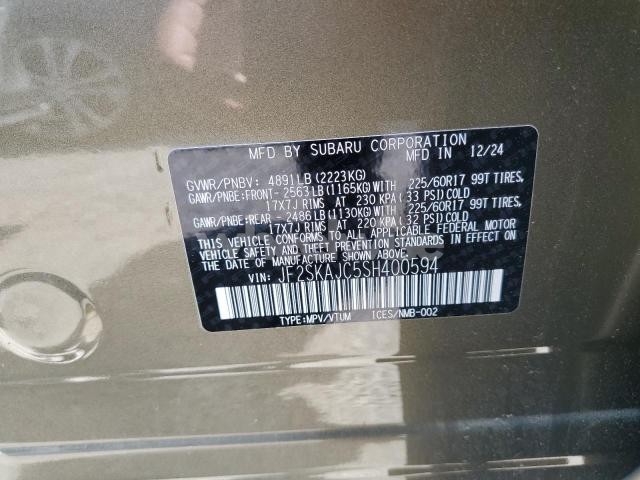 MFD BY SUBARU CORPORATION
MFD IN 12/24
GVWR/PNBV: 4891LB (2223KG)
GAWR/PNBE:FRONT- 2563LB (1165KG) WITH 225/60R17 99T TIRES,
17X7J RIMS AT 230 KPA (33 PSI) COLD
GAWR/PNBE:REAR - 2486LB (1130KG) WITH 225/60R17 99T TIRES,
17X7J RIMS AT 220 KPA (32 PSI) COLD
THIS VEHICLE CONFORMS TO ALL APPLICABLE FEDERAL MOTOR
VEHICLE SAFETY, BUMPER, AND THEFT PREVENTION STANDARDS
IN EFFECT ON THE DATE OF MANUFACTURE SHOWN ABOVE.
VIN: JF2SKAJC5SH400594
TYPE:MPV/VTUM ICES/NMB-002